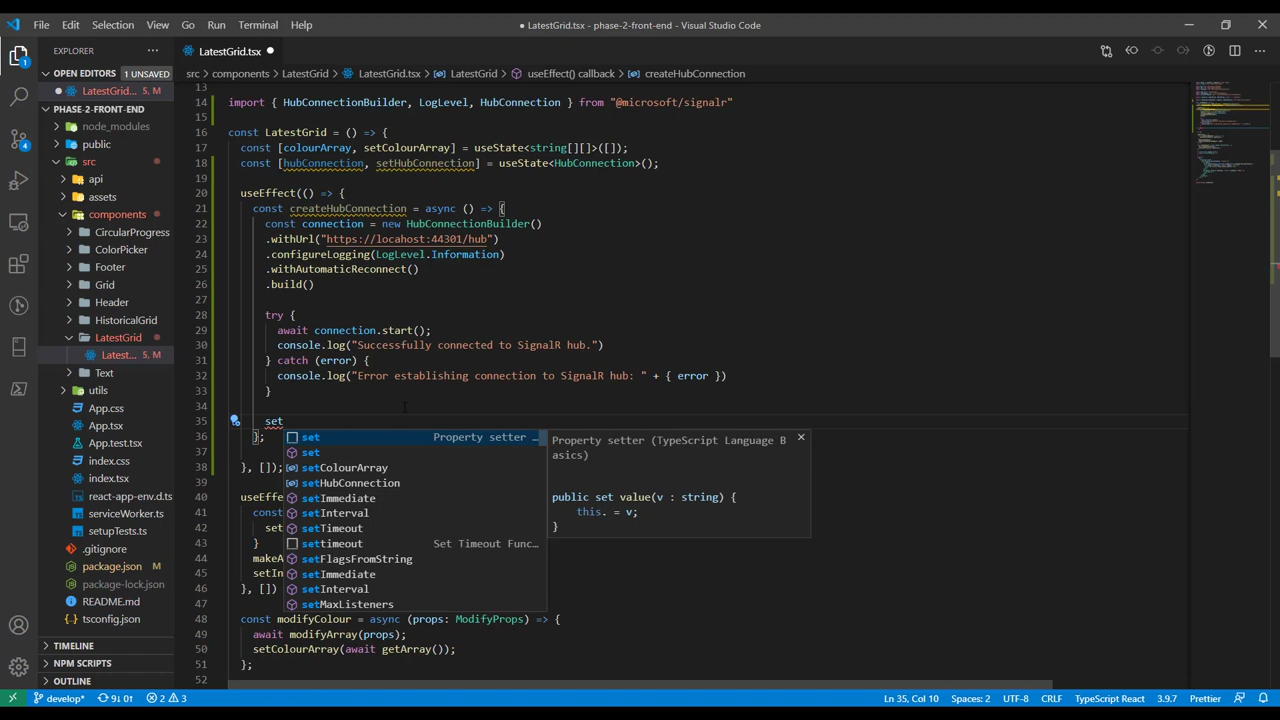 File Edit Selection View Go Run Terminal Help
● LatestGrid.tsx - phase-2-front-end - Visual Studio Code
EXPLORER
LatestGrid.tsx
OPEN EDITORS 1 UNSAVED
LatestGrid... 5, M
PHASE-2-FRONT-END
node_modules
public
src
api
assets
components
CircularProgress
ColorPicker
Footer
Grid
Header
HistoricalGrid
LatestGrid
Latest... 5, M
Text
utils
App.css
App.tsx
App.test.tsx
index.css
index.tsx
react-app-env.d.ts
serviceWorker.ts
setupTests.ts
.gitignore
package.json M
package-lock.json
README.md
tsconfig.json
TIMELINE
NPM SCRIPTS
OUTLINE
1
4
src > components > LatestGrid > LatestGrid.tsx > LatestGrid > useEffect() callback > createHubConnection
13
14 import { HubConnectionBuilder, LogLevel, HubConnection } from "@microsoft/signalr"
15
16 const LatestGrid = () => {
17 const [colourArray, setColourArray] = useState<string[][]>([]);
18 const [hubConnection, setHubConnection] = useState<HubConnection>();
19
20 useEffect(() => {
21 const createHubConnection = async () => {
22 const connection = new HubConnectionBuilder()
23 .withUrl("https://locahost:44301/hub")
24 .configureLogging(LogLevel.Information)
25 .withAutomaticReconnect()
26 .build()
27
28 try {
29 await connection.start();
30 console.log("Successfully connected to SignalR hub.")
31 } catch (error) {
32 console.log("Error establishing connection to SignalR hub: " + { error })
33 }
34
35 set
36 };
37
38 }, []);
39
40 useE
41 const
42 set
43 }
44 makeA
45 setIn
46 }, [])
47
48 const modifyColour = async (props: ModifyProps) => {
49 await modifyArray(props);
50 setColourArray(await getArray());
51 };
52
set Property setter …
set
setColourArray
setHubConnection
setImmediate
setInterval
setTimeout
settimeout Set Timeout Func…
setFlagsFromString
setImmediate
setInterval
setMaxListeners
Property setter (TypeScript Language B
asics)
public set value(v : string) {
this. = v;
}
develop* 9↓ 0↑ 2 3 Ln 35, Col 10 Spaces: 2 UTF-8 CRLF TypeScript React 3.9.7 Prettier